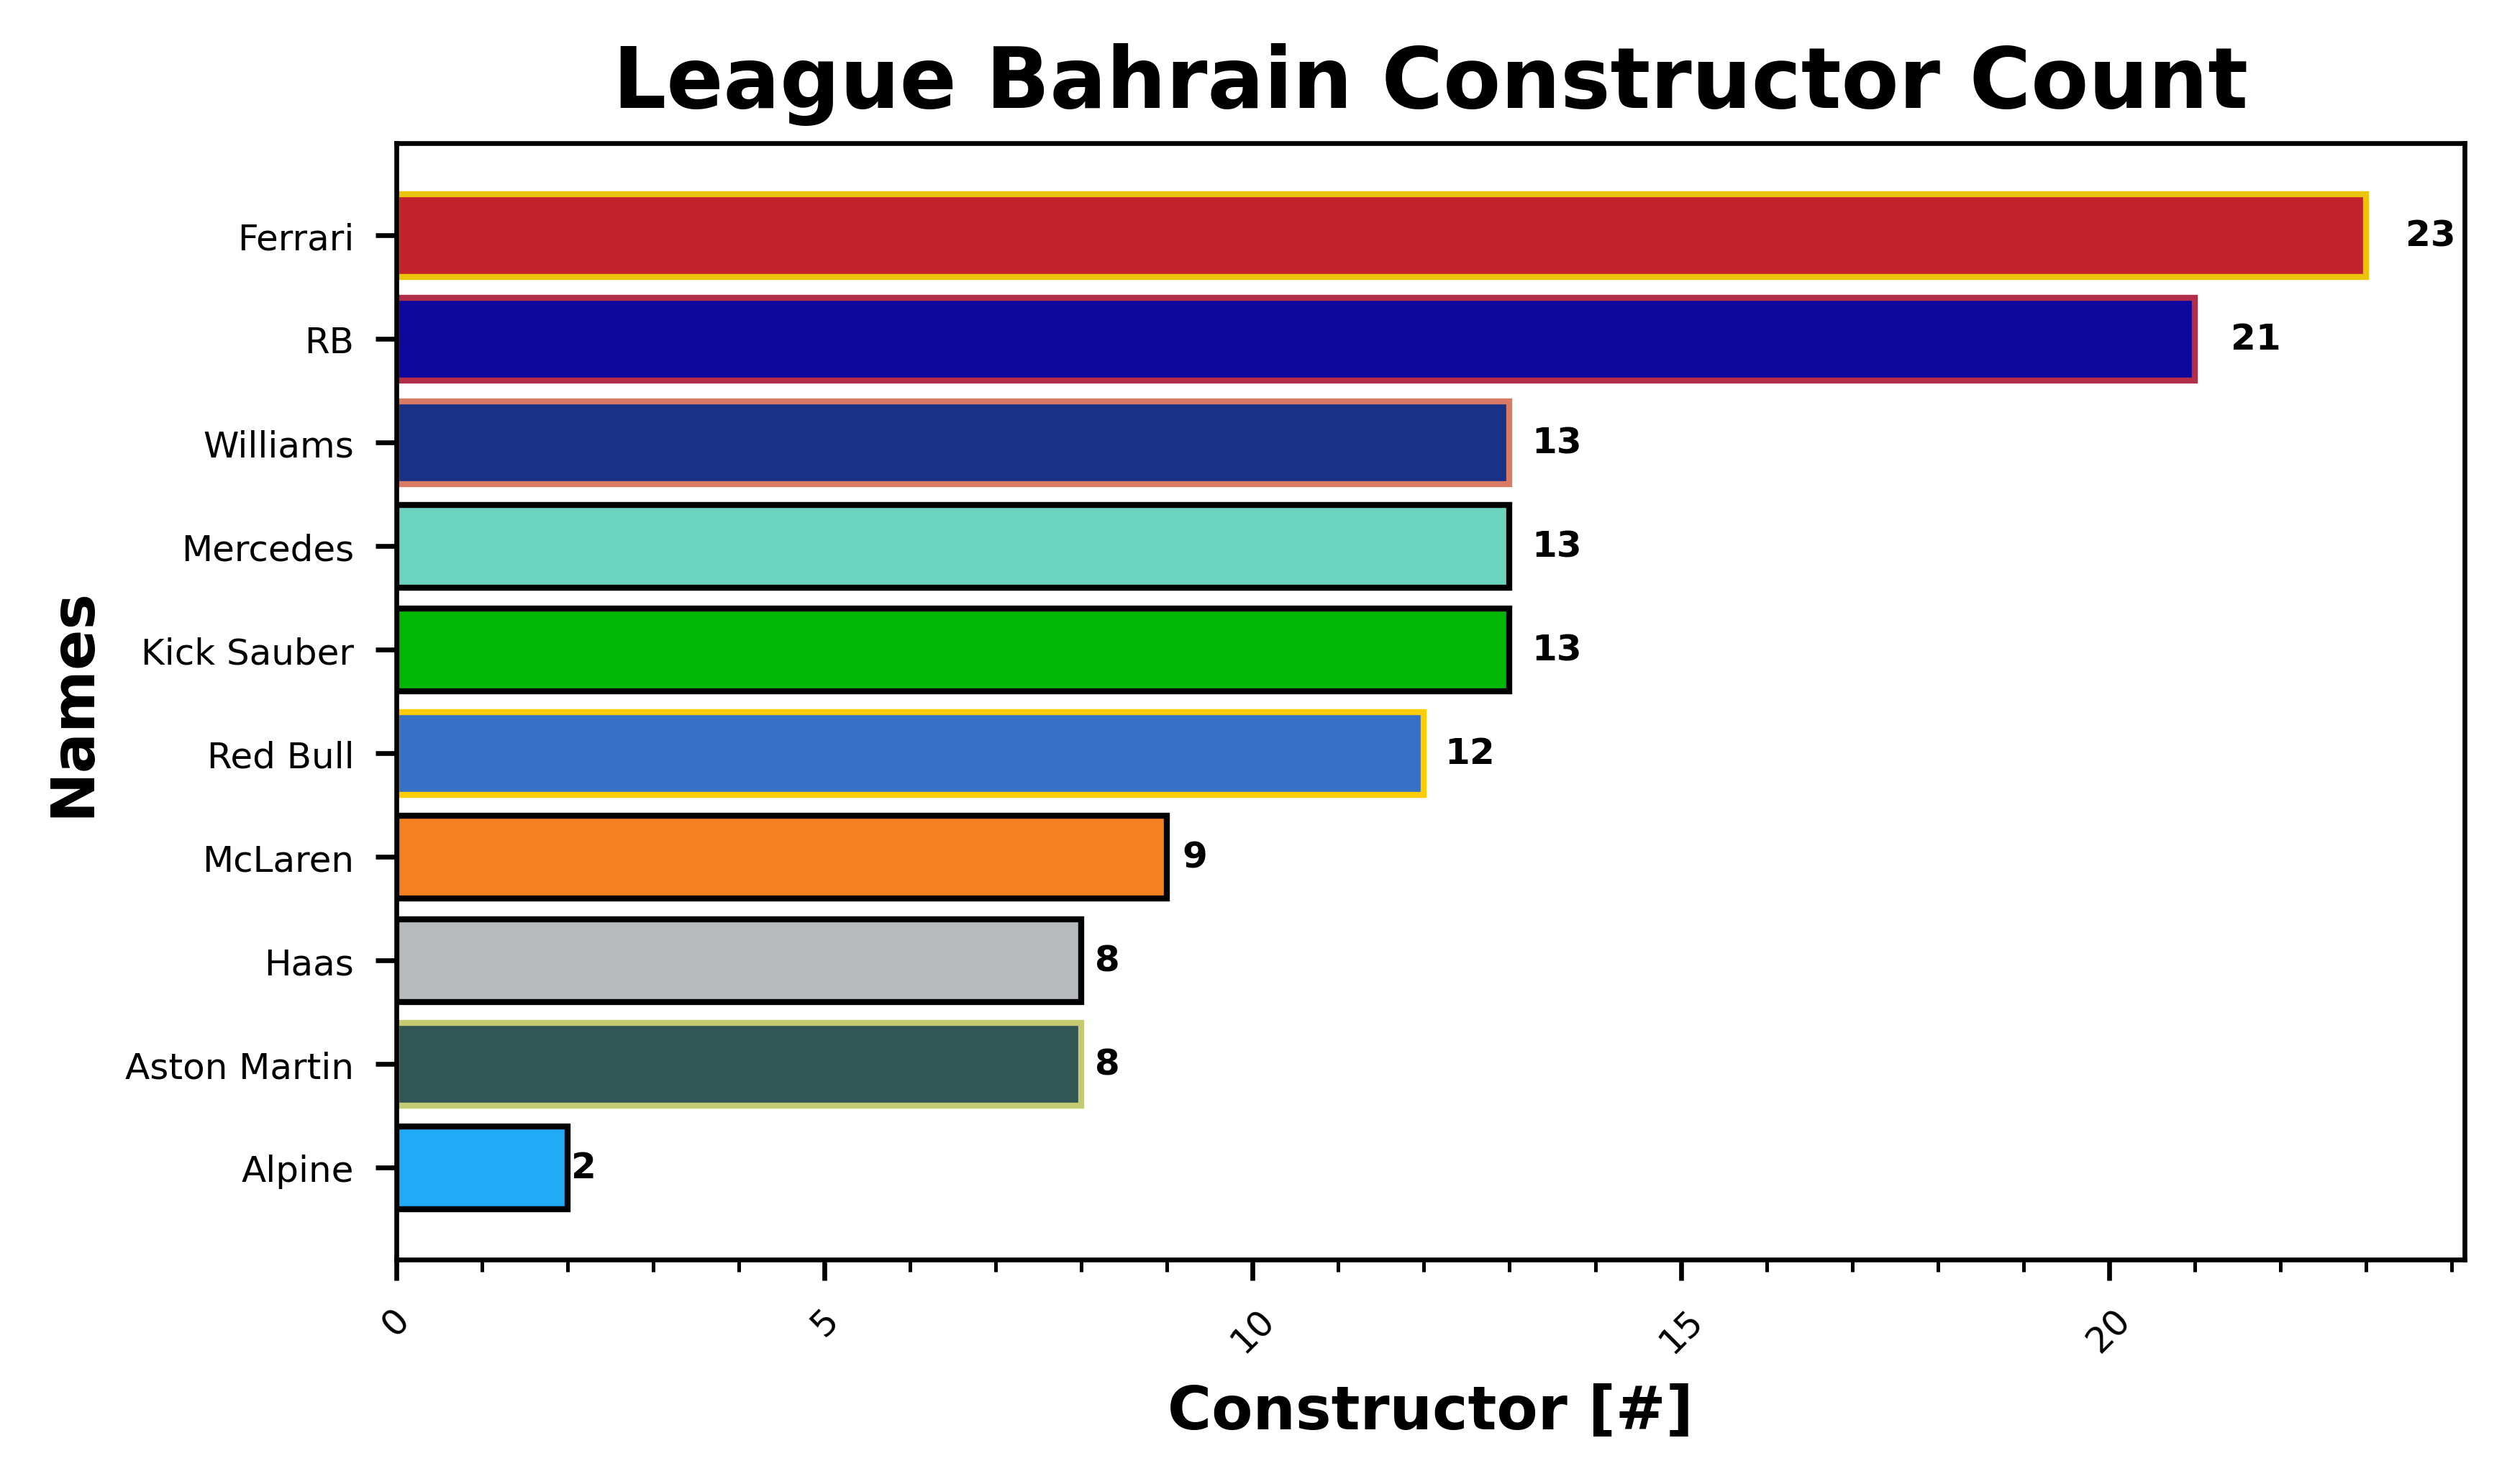 League Bahrain Constructor Count
Names
Ferrari 23
RB 21
Williams 13
Mercedes 13
Kick Sauber 13
Red Bull 12
McLaren 9
Haas 8
Aston Martin 8
Alpine 2
0 5 10 15 20
Constructor [#]